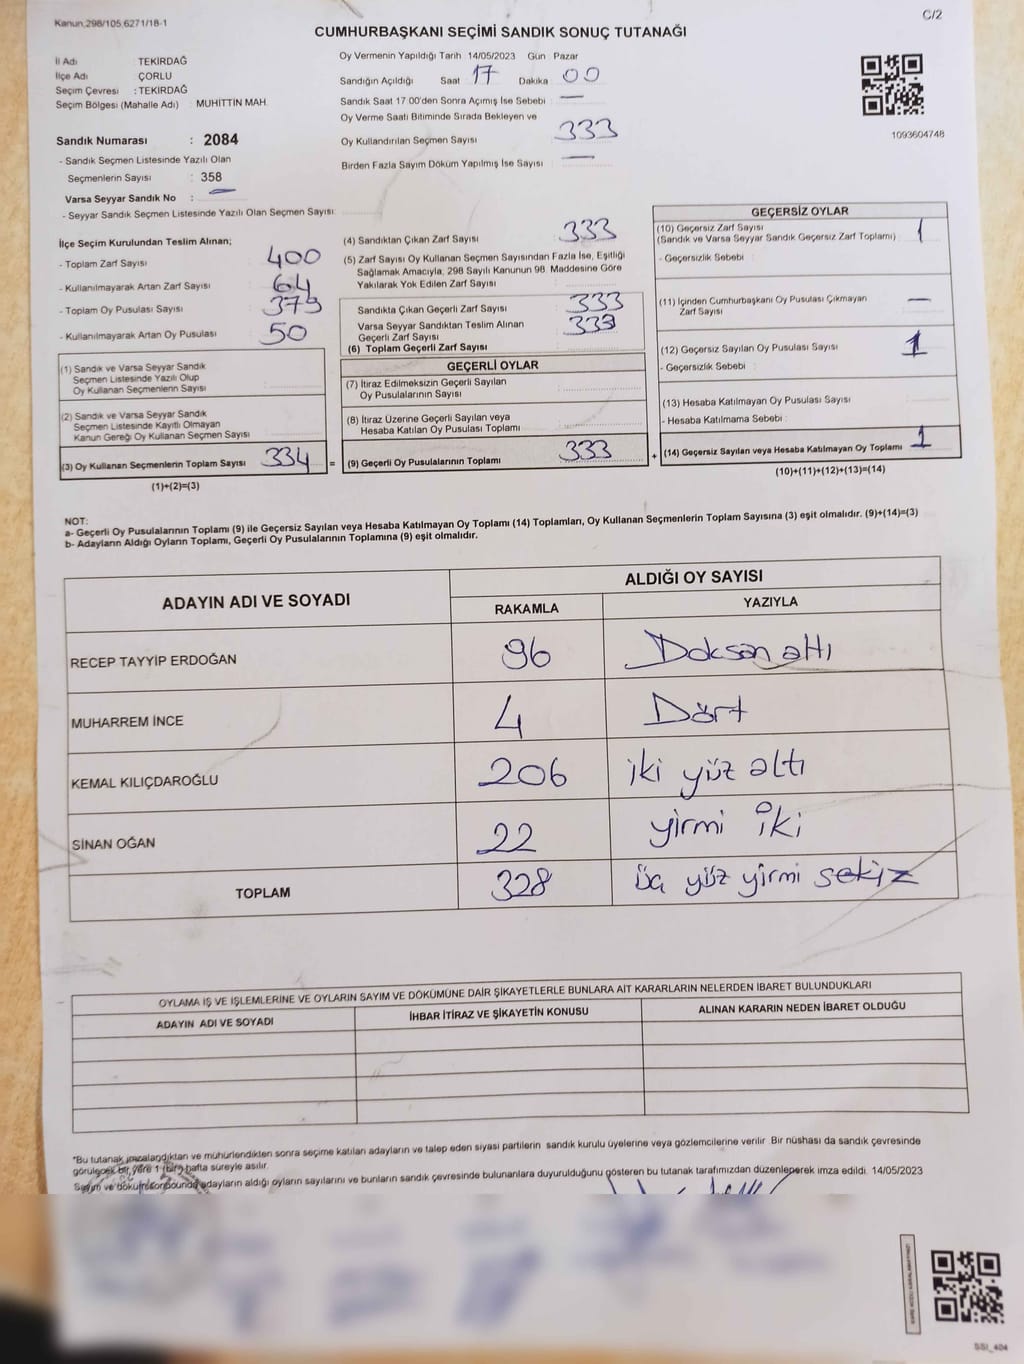 Kanun,298/105,6271/18-1
C/2
CUMHURBAŞKANI SEÇİMİ SANDIK SONUÇ TUTANAĞI
İl Adı TEKİRDAĞ
İlçe Adı ÇORLU
Seçim Çevresi : TEKİRDAĞ
Seçim Bölgesi (Mahalle Adı) : MUHİTTİN MAH.
Sandık Numarası : 2084
- Sandık Seçmen Listesinde Yazılı Olan
Seçmenlerin Sayısı : 358
Varsa Seyyar Sandık No : —
- Seyyar Sandık Seçmen Listesinde Yazılı Olan Seçmen Sayısı:
Oy Vermenin Yapıldığı Tarih 14/05/2023 Gün Pazar
Sandığın Açıldığı Saat 17 Dakika 00
Sandık Saat 17.00'den Sonra Açımış İse Sebebi : —
Oy Verme Saati Bitiminde Sırada Bekleyen ve
Oy Kullandırılan Seçmen Sayısı : 333
Birden Fazla Sayım Döküm Yapılmış İse Sayısı : —
1093604748
İlçe Seçim Kurulundan Teslim Alınan;
- Toplam Zarf Sayısı : 400
- Kullanılmayarak Artan Zarf Sayısı : 64
- Toplam Oy Pusulası Sayısı : 379
- Kullanılmayarak Artan Oy Pusulası : 50
(1) Sandık ve Varsa Seyyar Sandık
Seçmen Listesinde Yazılı Olup
Oy Kullanan Seçmenlerin Sayısı
(2) Sandık ve Varsa Seyyar Sandık
Seçmen Listesinde Kayıtlı Olmayan
Kanun Gereği Oy Kullanan Seçmen Sayısı
(3) Oy Kullanan Seçmenlerin Toplam Sayısı 334
(1)+(2)=(3)
=
(4) Sandıktan Çıkan Zarf Sayısı : 333
(5) Zarf Sayısı Oy Kullanan Seçmen Sayısından Fazla İse, Eşitliği
Sağlamak Amacıyla, 298 Sayılı Kanunun 98. Maddesine Göre
Yakılarak Yok Edilen Zarf Sayısı
Sandıkta Çıkan Geçerli Zarf Sayısı : 333
Varsa Seyyar Sandıktan Teslim Alınan
Geçerli Zarf Sayısı : 333
(6) Toplam Geçerli Zarf Sayısı
GEÇERLİ OYLAR
(7) İtiraz Edilmeksizin Geçerli Sayılan
Oy Pusulalarının Sayısı
(8) İtiraz Üzerine Geçerli Sayılan veya
Hesaba Katılan Oy Pusulası Toplamı
(9) Geçerli Oy Pusulalarının Toplamı : 333
+
GEÇERSİZ OYLAR
(10) Geçersiz Zarf Sayısı
(Sandık ve Varsa Seyyar Sandık Geçersiz Zarf Toplamı) : 1
- Geçersizlik Sebebi :
(11) İçinden Cumhurbaşkanı Oy Pusulası Çıkmayan
Zarf Sayısı : —
(12) Geçersiz Sayılan Oy Pusulası Sayısı : 1
- Geçersizlik Sebebi :
(13) Hesaba Katılmayan Oy Pusulası Sayısı
- Hesaba Katılmama Sebebi :
(14) Geçersiz Sayılan veya Hesaba Katılmayan Oy Toplamı : 1
(10)+(11)+(12)+(13)=(14)
NOT:
a- Geçerli Oy Pusulalarının Toplamı (9) ile Geçersiz Sayılan veya Hesaba Katılmayan Oy Toplamı (14) Toplamları, Oy Kullanan Seçmenlerin Toplam Sayısına (3) eşit olmalıdır. (9)+(14)=(3)
b- Adayların Aldığı Oyların Toplamı, Geçerli Oy Pusulalarının Toplamına (9) eşit olmalıdır.
ADAYIN ADI VE SOYADI ALDIĞI OY SAYISI
RAKAMLA YAZIYLA
RECEP TAYYİP ERDOĞAN 96 Doksan altı
MUHARREM İNCE 4 Dört
KEMAL KILIÇDAROĞLU 206 iki yüz altı
SİNAN OĞAN 22 yirmi iki
TOPLAM 328 üç yüz yirmi sekiz
OYLAMA İŞ VE İŞLEMLERİNE VE OYLARIN SAYIM VE DÖKÜMÜNE DAİR ŞİKAYETLERLE BUNLARA AİT KARARLARIN NELERDEN İBARET BULUNDUKLARI
ADAYIN ADI VE SOYADI İHBAR İTİRAZ VE ŞİKAYETİN KONUSU ALINAN KARARIN NEDEN İBARET OLDUĞU
"Bu tutanak imzalandıktan ve mühürlendikten sonra seçime katılan adayların ve talep eden siyasi partilerin sandık kurulu üyelerine veya gözlemcilerine verilir. Bir nüshası da sandık çevresinde
görülecek bir yere 1 (bir) hafta süreyle asılır.
Sayım ve döküm sonucunda adayların aldığı oyların sayılarını ve bunların sandık çevresinde bulunanlara duyurulduğunu gösteren bu tutanak tarafımızdan düzenlenerek imza edildi. 14/05/2023
SSI_404